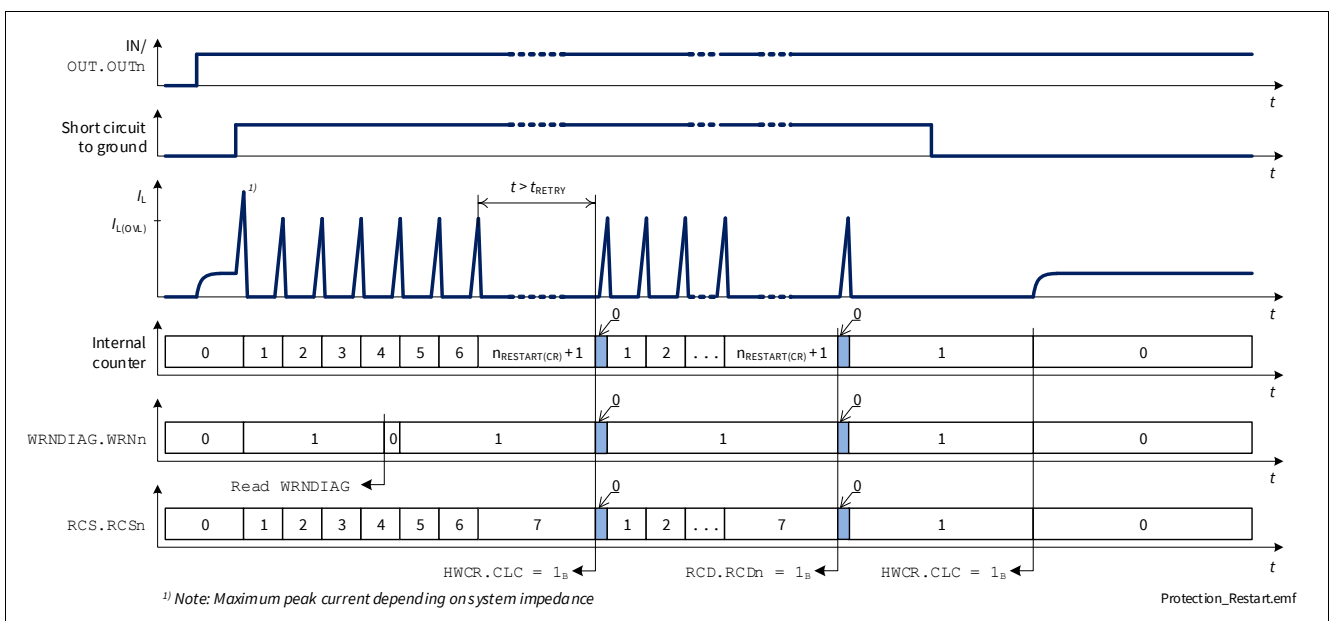 IN/
OUT.OUTn
t
Short circuit
to ground
t
1)
t > tRETRY
IL
IL(OVL)
t
0 0
Internal
counter
0 1 2 3 4 5 6 nRESTART(CR) + 1 1 2 ... nRESTART(CR) + 1 1 0
t
0 0
WRNDIAG.WRNn
0 1 0 1 1 1 0
t
Read WRNDIAG
0 0
RCS.RCSn
0 1 2 3 4 5 6 7 1 2 ... 7 1 0
t
HWCR.CLC = 1B RCD.RCDn = 1B HWCR.CLC = 1B
1) Note: Maximum peak current depending on system impedance
Protection_Restart.emf